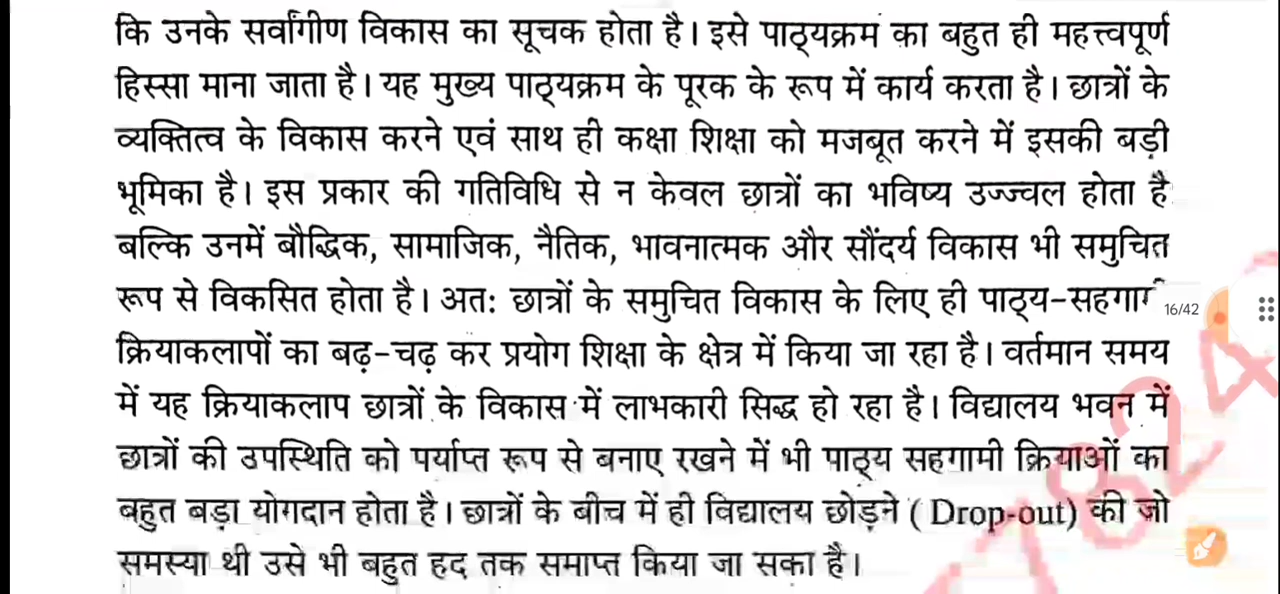 कि उनके सर्वांगीण विकास का सूचक होता है। इसे पाठ्यक्रम का बहुत ही महत्त्वपूर्ण
हिस्सा माना जाता है। यह मुख्य पाठ्यक्रम के पूरक के रूप में कार्य करता है। छात्रों के
व्यक्तित्व के विकास करने एवं साथ ही कक्षा शिक्षा को मजबूत करने में इसकी बड़ी
भूमिका है। इस प्रकार की गतिविधि से न केवल छात्रों का भविष्य उज्ज्वल होता है
बल्कि उनमें बौद्धिक, सामाजिक, नैतिक, भावनात्मक और सौंदर्य विकास भी समुचित
रूप से विकसित होता है। अतः छात्रों के समुचित विकास के लिए ही पाठ्य-सहगामी
16/42
क्रियाकलापों का बढ़-चढ़ कर प्रयोग शिक्षा के क्षेत्र में किया जा रहा है। वर्तमान समय
में यह क्रियाकलाप छात्रों के विकास में लाभकारी सिद्ध हो रहा है। विद्यालय भवन में
छात्रों की उपस्थिति को पर्याप्त रूप से बनाए रखने में भी पाठ्य सहगामी क्रियाओं का
बहुत बड़ा योगदान होता है। छात्रों के बीच में ही विद्यालय छोड़ने ( Drop-out) की जो
समस्या थी उसे भी बहुत हद तक समाप्त किया जा सका है।